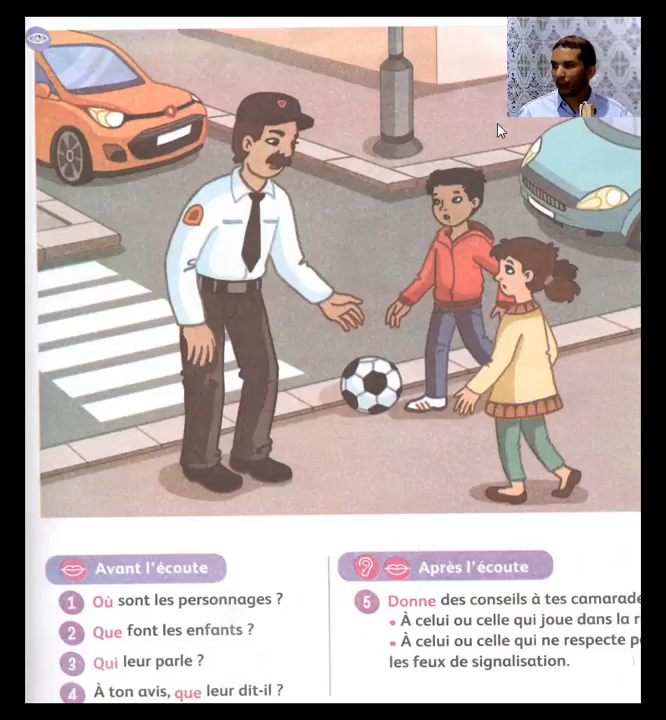 Avant l'écoute
1 Où sont les personnages ?
2 Que font les enfants ?
3 Qui leur parle ?
4 À ton avis, que leur dit-il ?
Après l'écoute
5 Donne des conseils à tes camarade
• À celui ou celle qui joue dans la r
• À celui ou celle qui ne respecte p
les feux de signalisation.